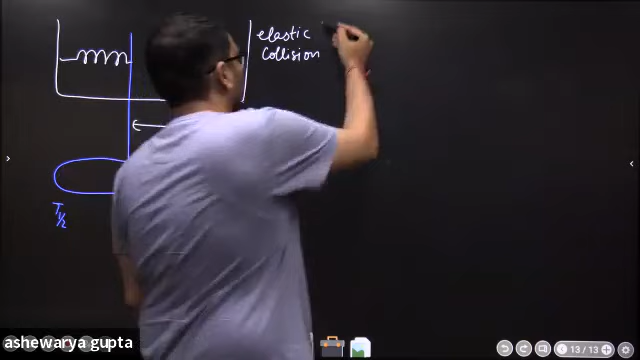 elastic
Collision
T/2
ashewarya gupta
13 / 13